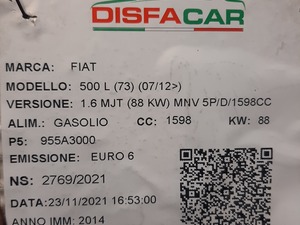 DISFACAR
MARCA: FIAT
MODELLO: 500 L (73) (07/12>)
VERSIONE: 1.6 MJT (88 KW) MNV 5P/D/1598CC
ALIM.: GASOLIO CC: 1598 KW: 88
P5: 955A3000
EMISSIONE: EURO 6
NS: 2769/2021
DATA: 23/11/2021 16:53:00
ANNO IMM: 2014